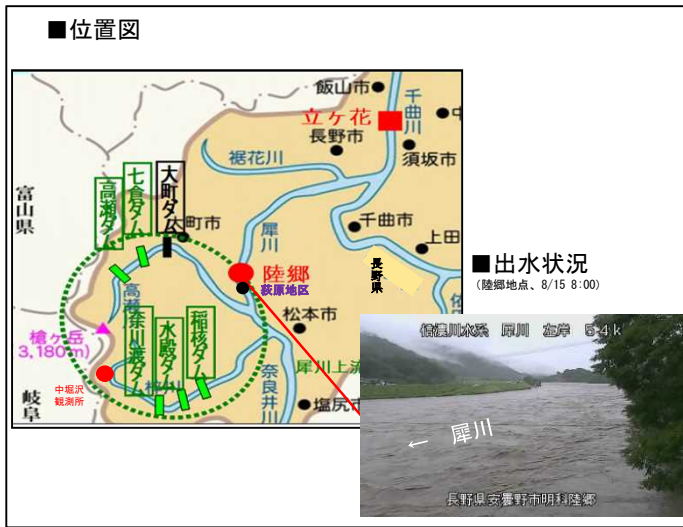 ■位置図
飯山市
千曲川
中
立ヶ花
長野市
裾花川
須坂市
富山県
高瀬ダム
七倉ダム
大町ダム
町市
犀川
千曲市
上田
長野県
陸郷
萩原地区
高瀬
槍ヶ岳
3,180m)
奈川渡ダム
水殿ダム
稲核ダム
松本市
犀川上流
奈良井川
中堀沢
観測所
岐阜
塩尻市
■出水状況
(陸郷地点、8/15 8:00)
信濃川水系 犀川 左岸 54k
← 犀川
長野県安曇野市明科陸郷